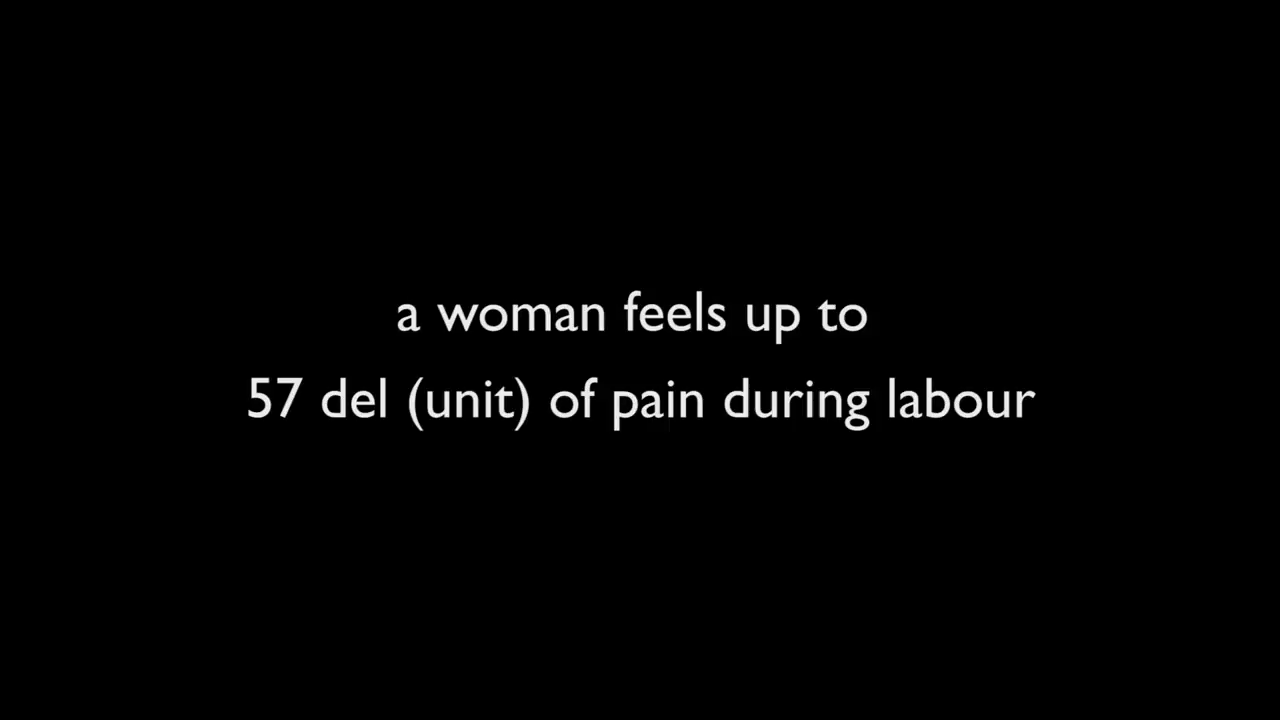 a woman feels up to
57 del (unit) of pain during labour